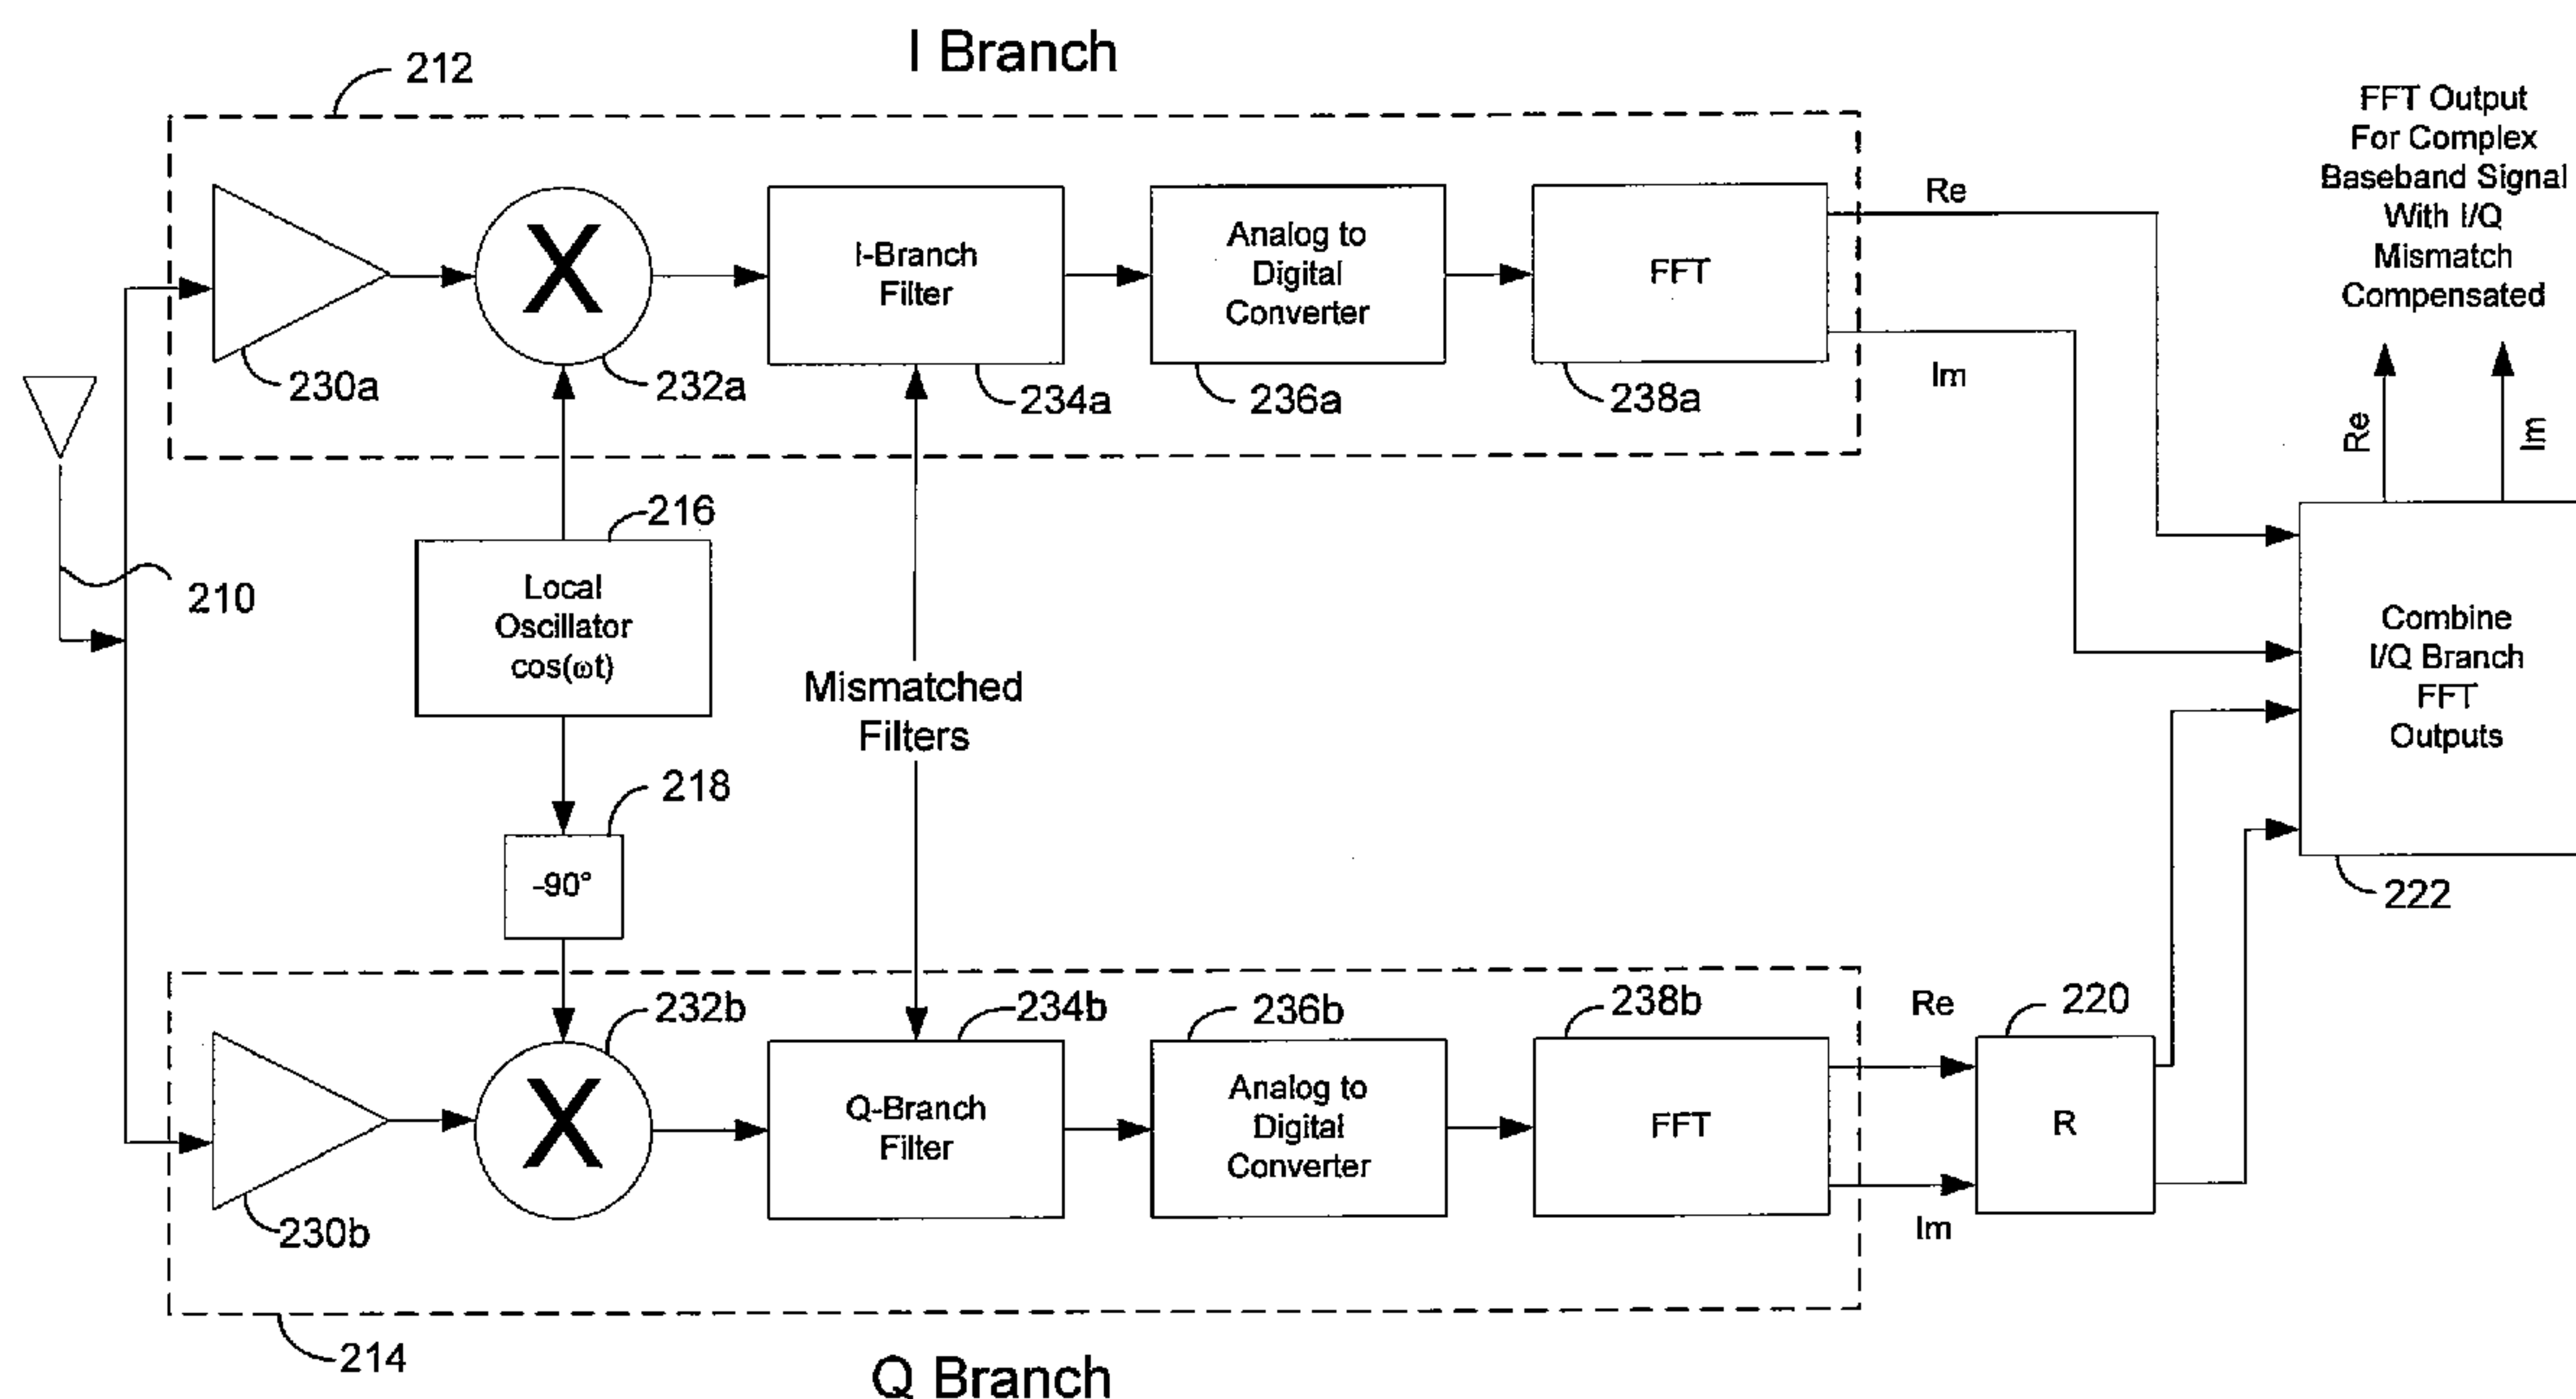 I Branch
212
FFT Output
For Complex
Baseband Signal
With I/Q
Mismatch
Compensated
X
I-Branch
Filter
Analog to
Digital
Converter
FFT
Re
Im
230a
232a
234a
236a
238a
Re
Im
216
Local
Oscillator
cos(ωt)
210
Mismatched
Filters
Combine
I/Q Branch
FFT
Outputs
222
218
-90°
232b
234b
236b
238b
Re
220
X
Q-Branch
Filter
Analog to
Digital
Converter
FFT
R
Im
230b
214
Q Branch